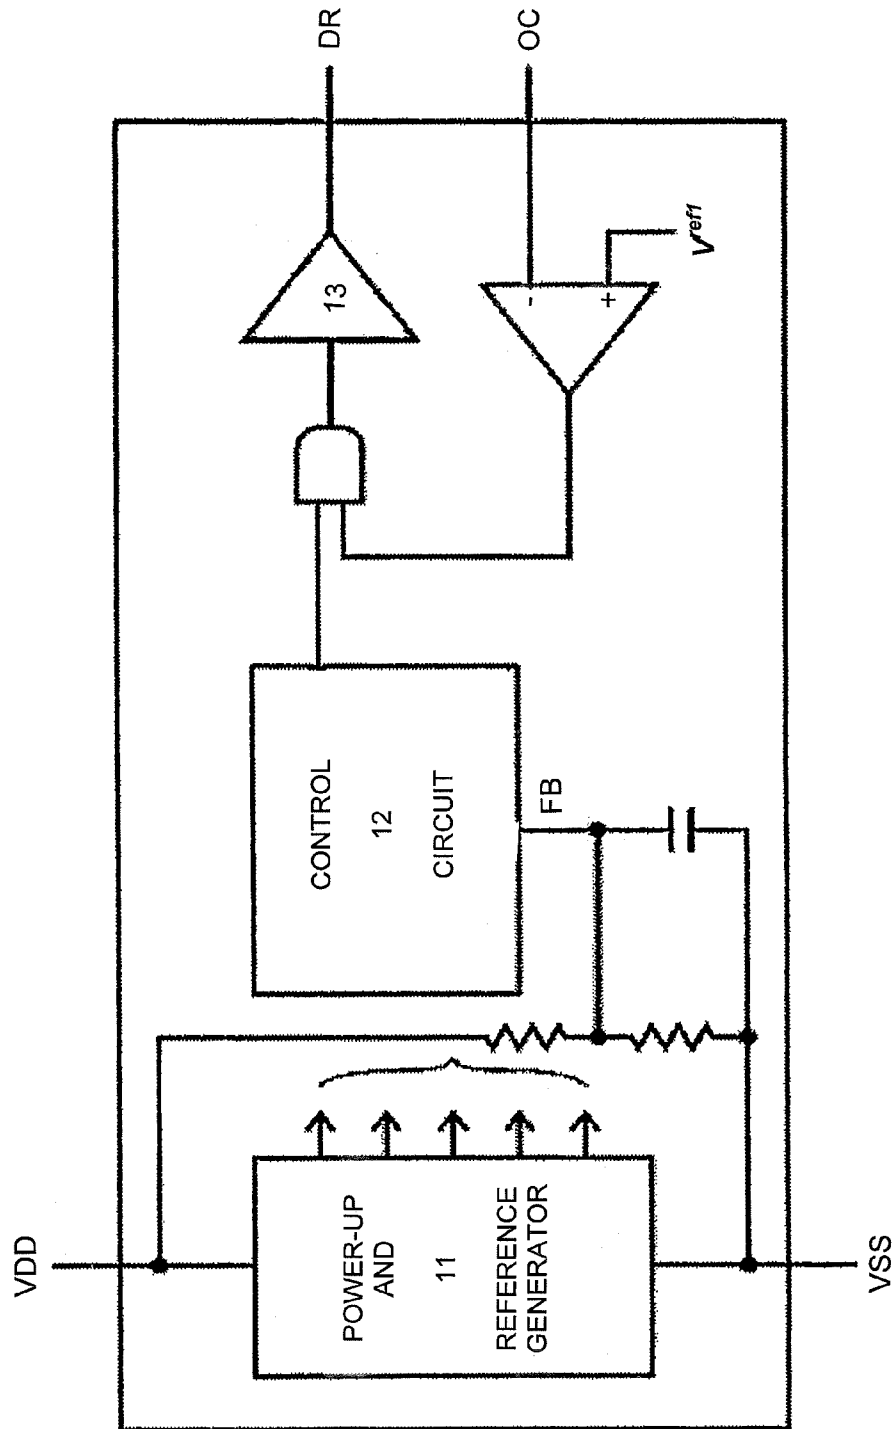 VDD
POWER-UP
AND
11
REFERENCE
GENERATOR
VSS
CONTROL
12
CIRCUIT
FB
13
DR
-
+
Vref1
OC